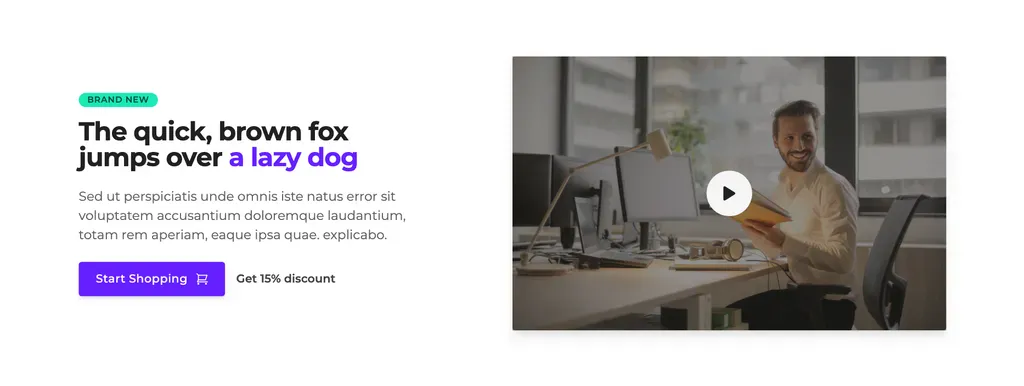 BRAND NEW
The quick, brown fox
jumps over a lazy dog
Sed ut perspiciatis unde omnis iste natus error sit
voluptatem accusantium doloremque laudantium,
totam rem aperiam, eaque ipsa quae. explicabo.
Start Shopping
Get 15% discount